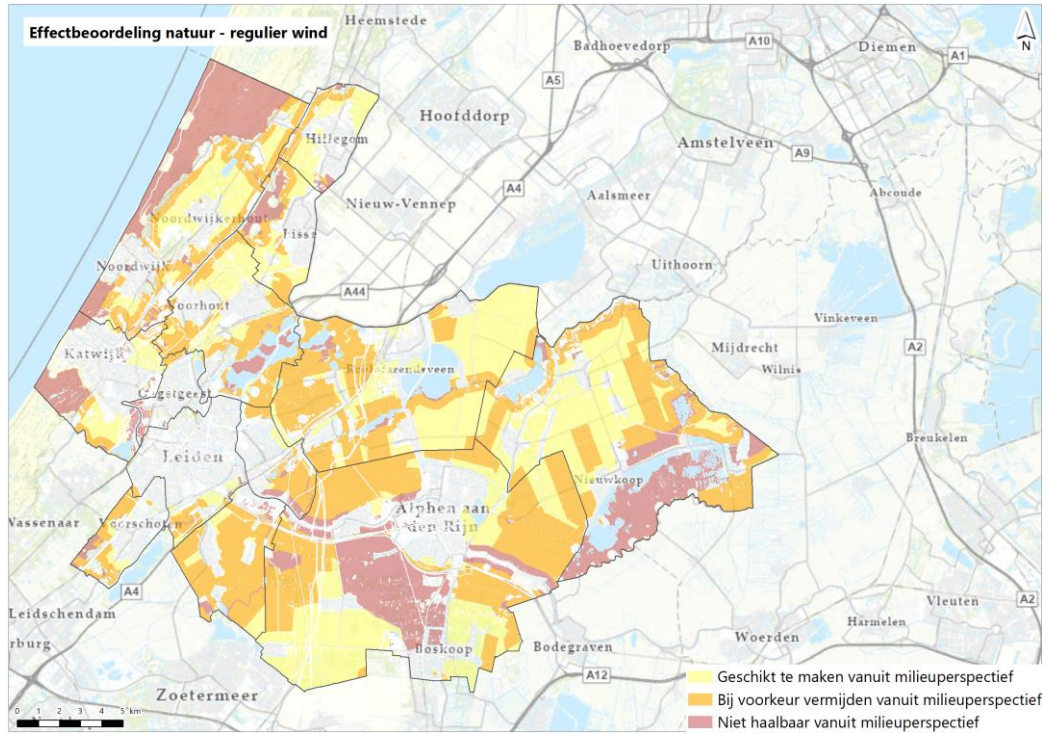 Effectbeoordeling natuur - regulier wind
Heemstede
Badhoevedorp
A10
Diemen
A1
N
A5
Hoofddorp
Hillegom
Amstelveen
A9
A4
Abcoude
Nieuw-Vennep
Aalsmeer
Noordwijkerhout
Lisse
Uithoorn
Noordwijk
A44
Voorhout
Vinkeveen
Katwijk
Mijdrecht
A2
Roelofarendsveen
Wilnis
Oegstgeest
Breukelen
Leiden
Nieuwkoop
Alphen aan
den Rijn
Wassenaar
Voorschoten
A4
Vleuten
A2
Leidschendam
Harmelen
rburg
Woerden
Boskoop
Bodegraven
A12
Zoetermeer
Geschikt te maken vanuit milieuperspectief
Bij voorkeur vermijden vanuit milieuperspectief
Niet haalbaar vanuit milieuperspectief
0 1 2 3 4 5 km